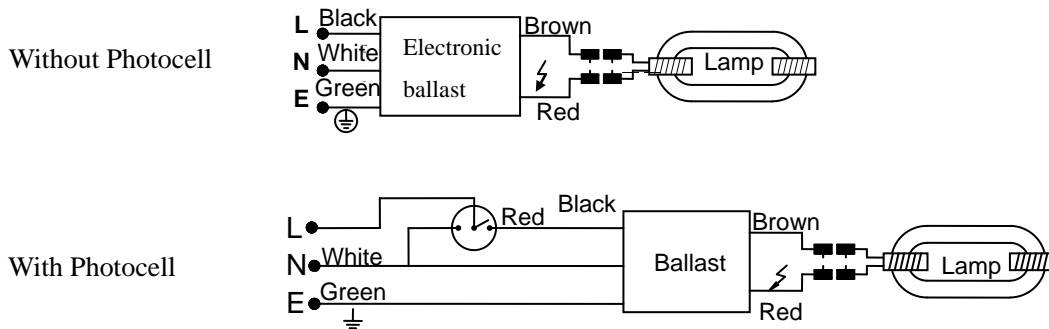 L Black Brown
Without Photocell
N White Electronic ballast Lamp
E Green Red
L Red Black Brown
With Photocell
N White Ballast Lamp
E Green Red